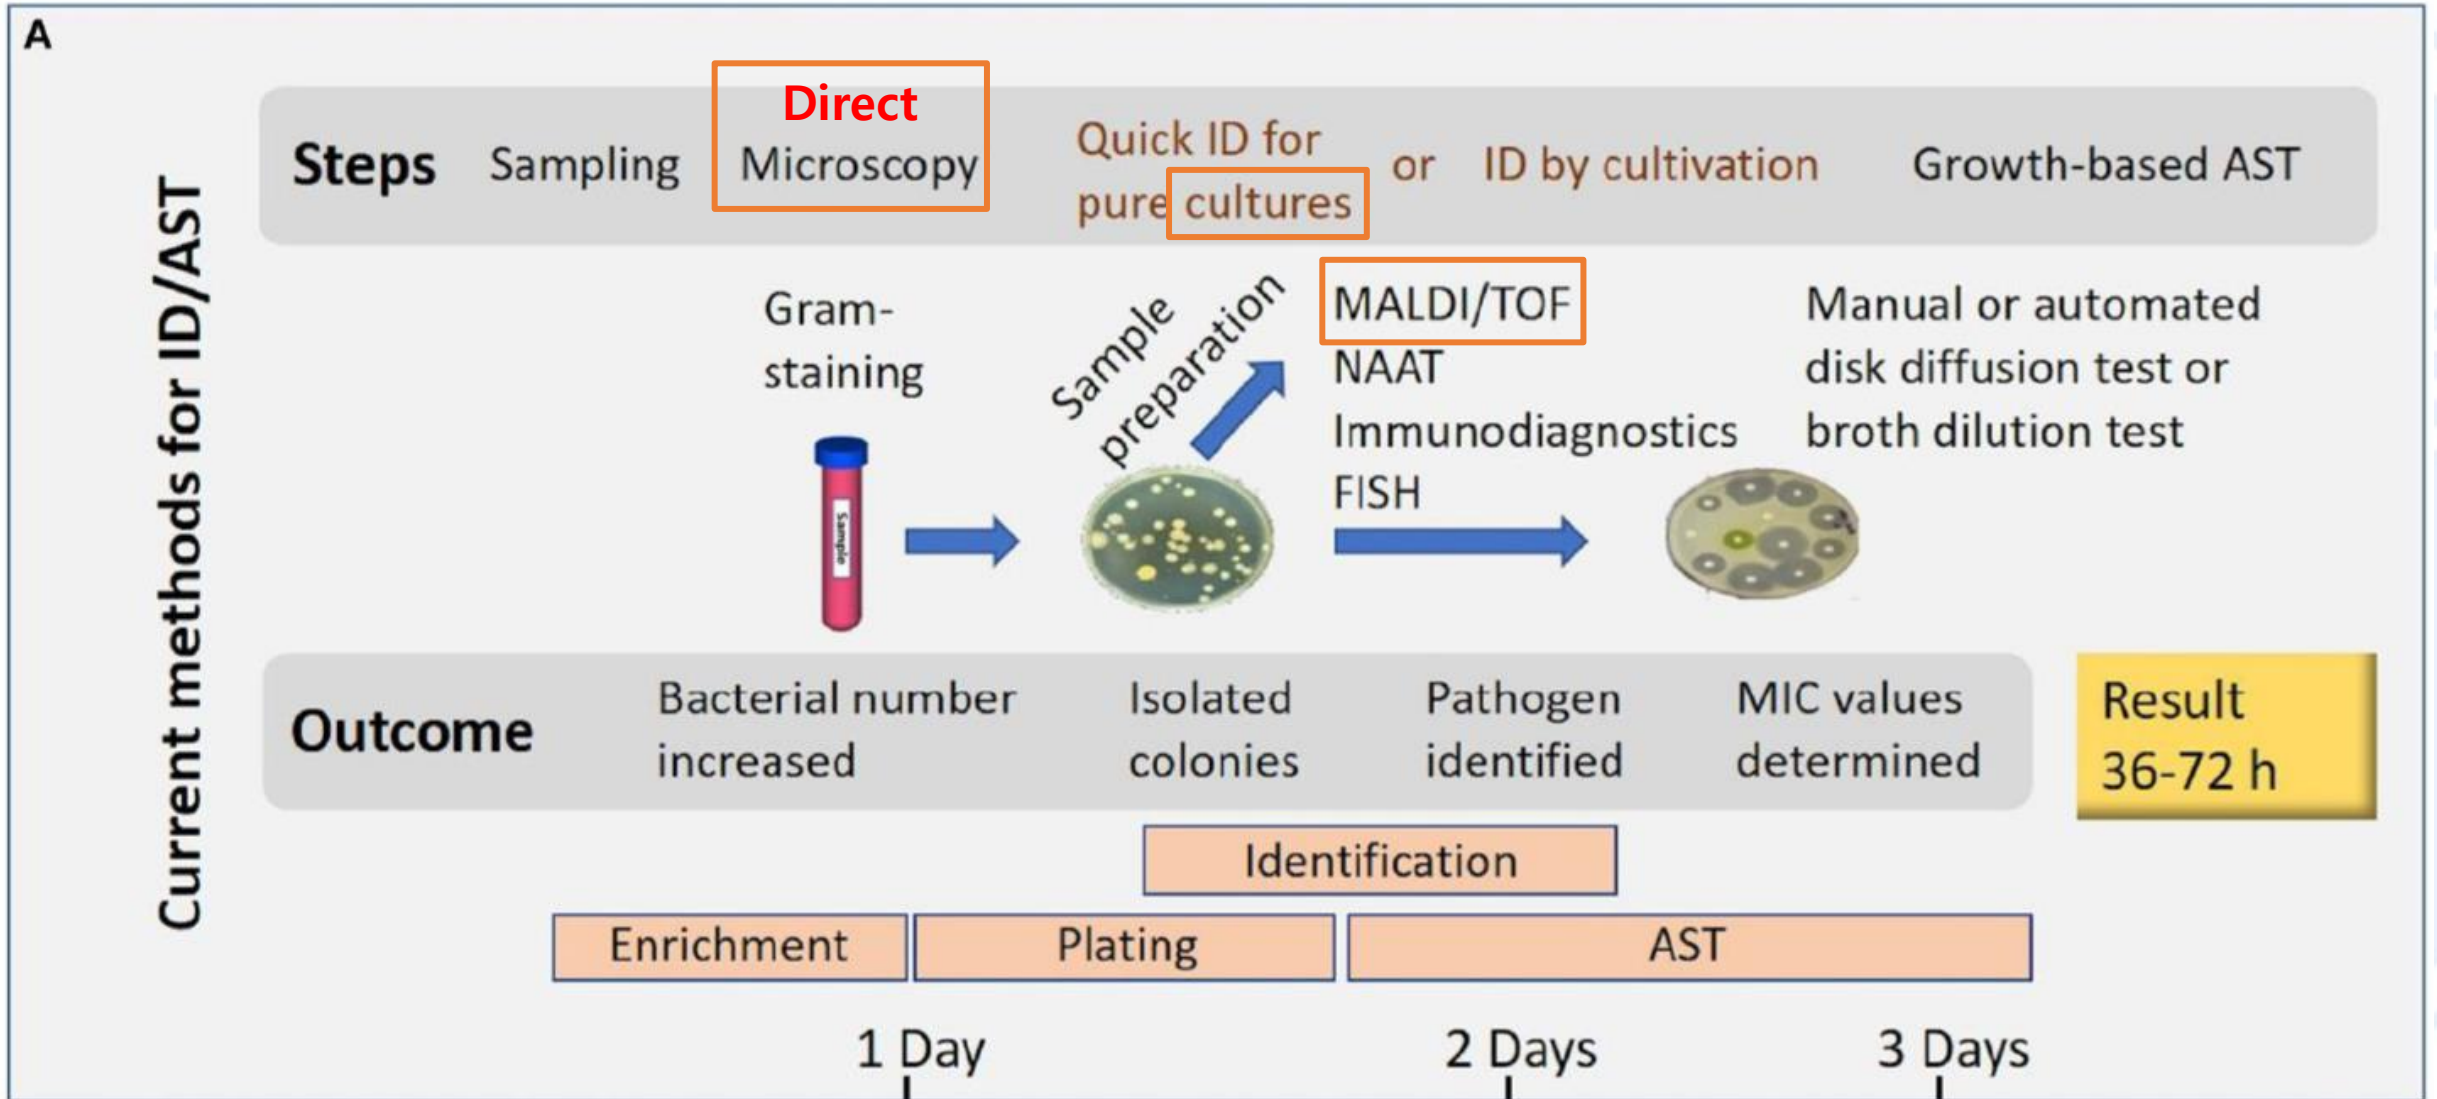 A
Current methods for ID/AST
Steps
Sampling
Direct
Microscopy
Quick ID for
pure cultures
or
ID by cultivation
Growth-based AST
Gram-
staining
Sample
preparation
MALDI/TOF
NAAT
Immunodiagnostics
FISH
Manual or automated
disk diffusion test or
broth dilution test
Sample
Outcome
Bacterial number
increased
Isolated
colonies
Pathogen
identified
MIC values
determined
Result
36-72 h
Identification
Enrichment
Plating
AST
1 Day
2 Days
3 Days